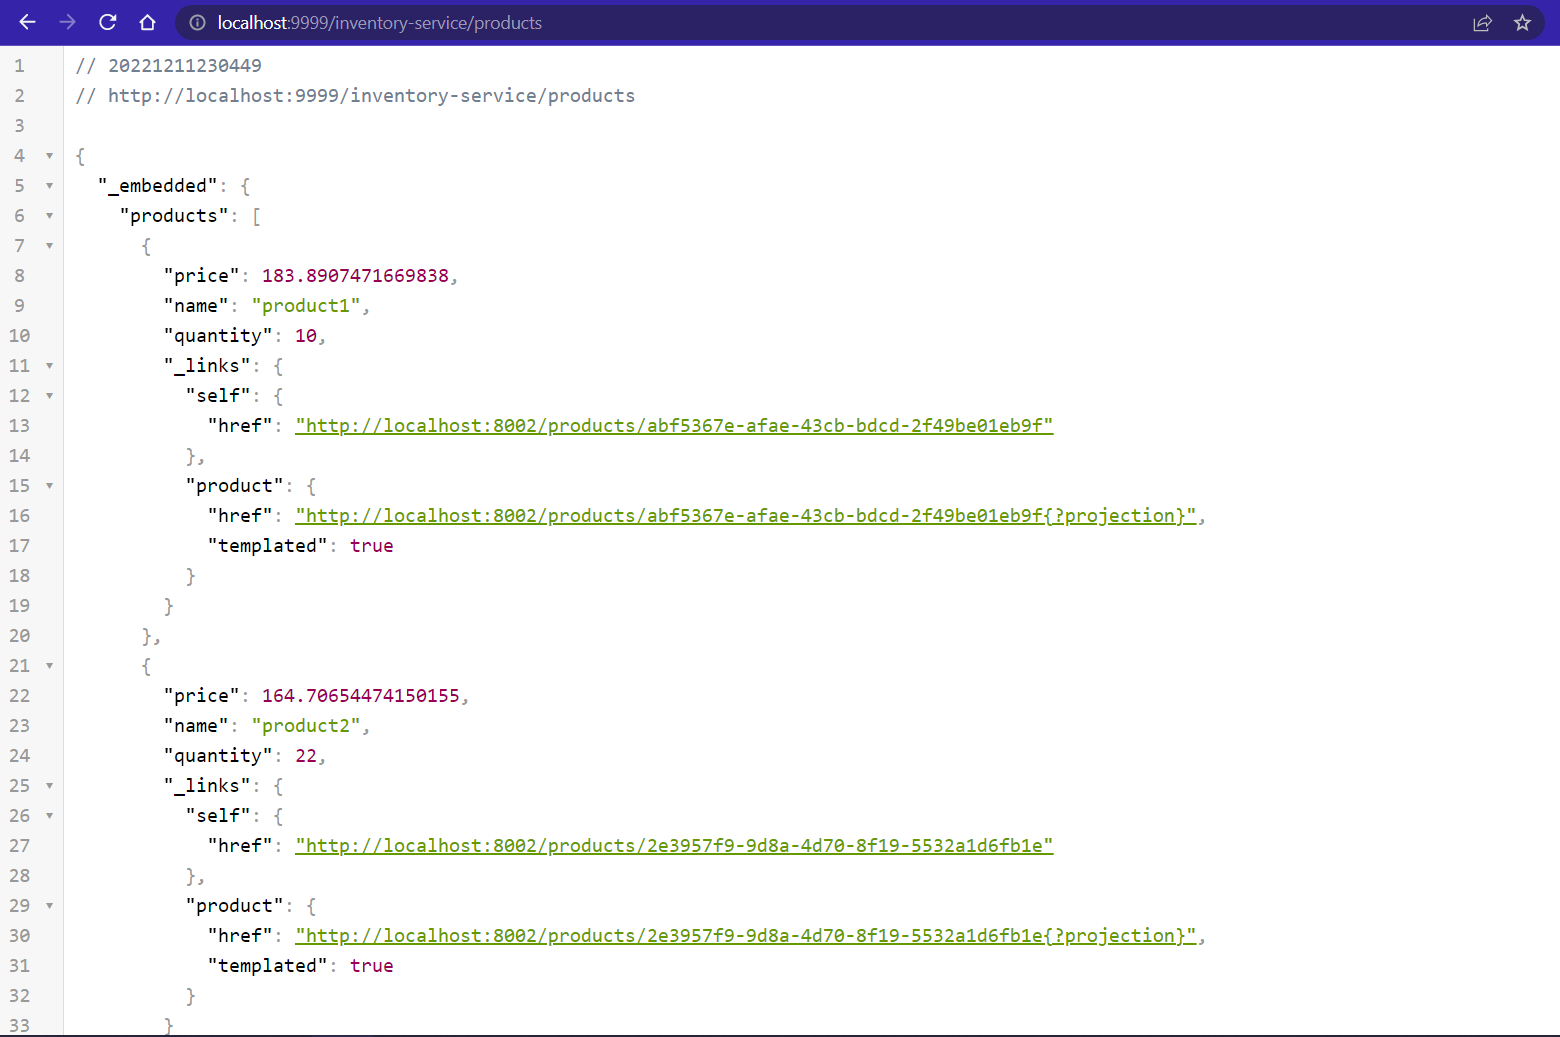 localhost:9999/inventory-service/products
1 // 20221211230449
2 // http://localhost:9999/inventory-service/products
3
4 {
5 "_embedded": {
6 "products": [
7 {
8 "price": 183.8907471669838,
9 "name": "product1",
10 "quantity": 10,
11 "_links": {
12 "self": {
13 "href": "http://localhost:8002/products/abf5367e-afae-43cb-bdcd-2f49be01eb9f"
14 },
15 "product": {
16 "href": "http://localhost:8002/products/abf5367e-afae-43cb-bdcd-2f49be01eb9f{?projection}",
17 "templated": true
18 }
19 }
20 },
21 {
22 "price": 164.70654474150155,
23 "name": "product2",
24 "quantity": 22,
25 "_links": {
26 "self": {
27 "href": "http://localhost:8002/products/2e3957f9-9d8a-4d70-8f19-5532a1d6fb1e"
28 },
29 "product": {
30 "href": "http://localhost:8002/products/2e3957f9-9d8a-4d70-8f19-5532a1d6fb1e{?projection}",
31 "templated": true
32 }
33 }